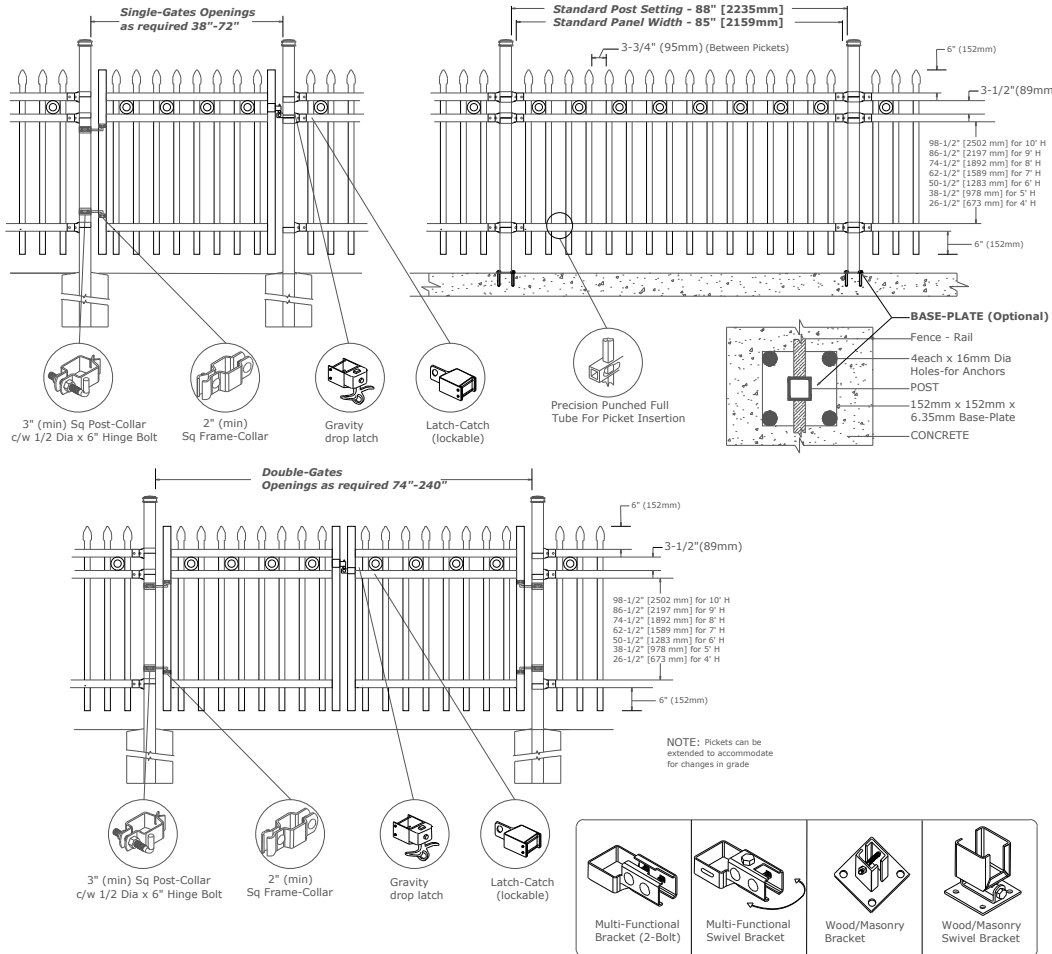 Single-Gates Openings
as required 38"-72"
Standard Post Setting - 88" [2235mm]
Standard Panel Width - 85" [2159mm]
3-3/4" (95mm) (Between Pickets)
6" (152mm)
3-1/2"(89mm
98-1/2" [2502 mm] for 10' H
86-1/2" [2197 mm] for 9' H
74-1/2" [1892 mm] for 8' H
62-1/2" [1589 mm] for 7' H
50-1/2" [1283 mm] for 6' H
38-1/2" [978 mm] for 5' H
26-1/2" [673 mm] for 4' H
6" (152mm)
3" (min) Sq Post-Collar
c/w 1/2 Dia x 6" Hinge Bolt
2" (min)
Sq Frame-Collar
Gravity
drop latch
Latch-Catch
(lockable)
Precision Punched Full
Tube For Picket Insertion
BASE-PLATE (Optional)
Fence - Rail
4each x 16mm Dia
Holes-for Anchors
POST
152mm x 152mm x
6.35mm Base-Plate
CONCRETE
Double-Gates
Openings as required 74"-240"
6" (152mm)
3-1/2"(89mm)
98-1/2" [2502 mm] for 10' H
86-1/2" [2197 mm] for 9' H
74-1/2" [1892 mm] for 8' H
62-1/2" [1589 mm] for 7' H
50-1/2" [1283 mm] for 6' H
38-1/2" [978 mm] for 5' H
26-1/2" [673 mm] for 4' H
6" (152mm)
NOTE: Pickets can be
extended to accommodate
for changes in grade
3" (min) Sq Post-Collar
c/w 1/2 Dia x 6" Hinge Bolt
2" (min)
Sq Frame-Collar
Gravity
drop latch
Latch-Catch
(lockable)
Multi-Functional
Bracket (2-Bolt)
Multi-Functional
Swivel Bracket
Wood/Masonry
Bracket
Wood/Masonry
Swivel Bracket